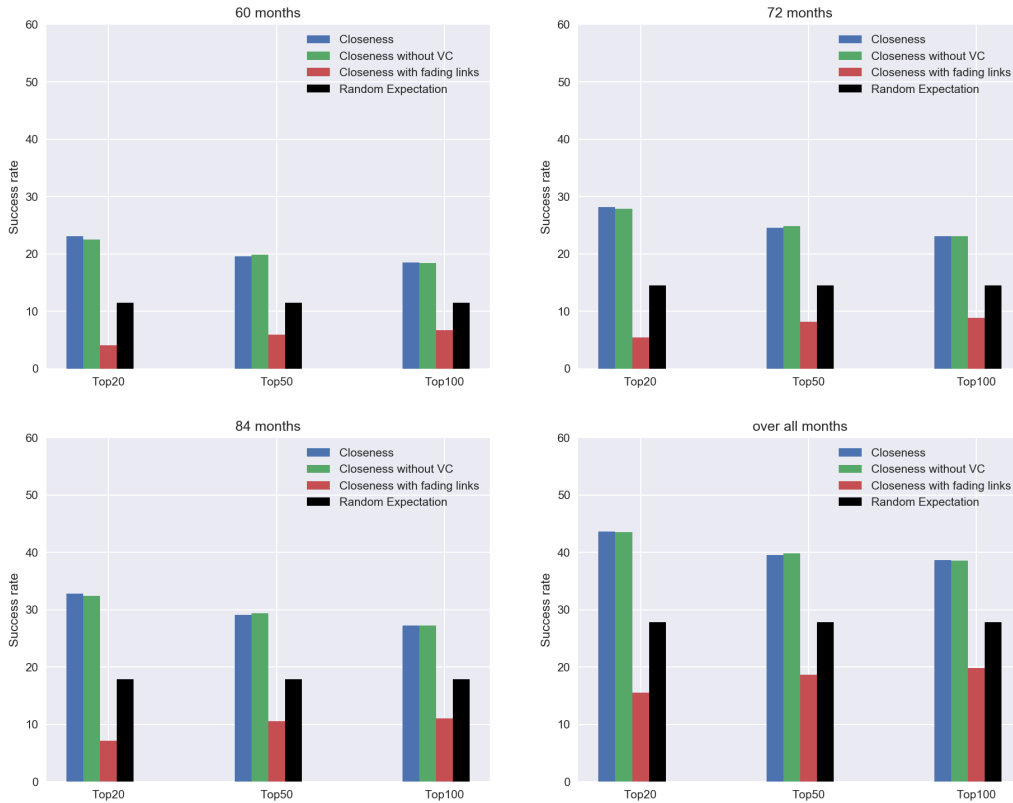 60 months
Closeness
Closeness without VC
Closeness with fading links
Random Expectation
Success rate
60
50
40
30
20
10
0
Top20 Top50 Top100
72 months
Closeness
Closeness without VC
Closeness with fading links
Random Expectation
Success rate
60
50
40
30
20
10
0
Top20 Top50 Top100
84 months
Closeness
Closeness without VC
Closeness with fading links
Random Expectation
Success rate
60
50
40
30
20
10
0
Top20 Top50 Top100
over all months
Closeness
Closeness without VC
Closeness with fading links
Random Expectation
Success rate
60
50
40
30
20
10
0
Top20 Top50 Top100